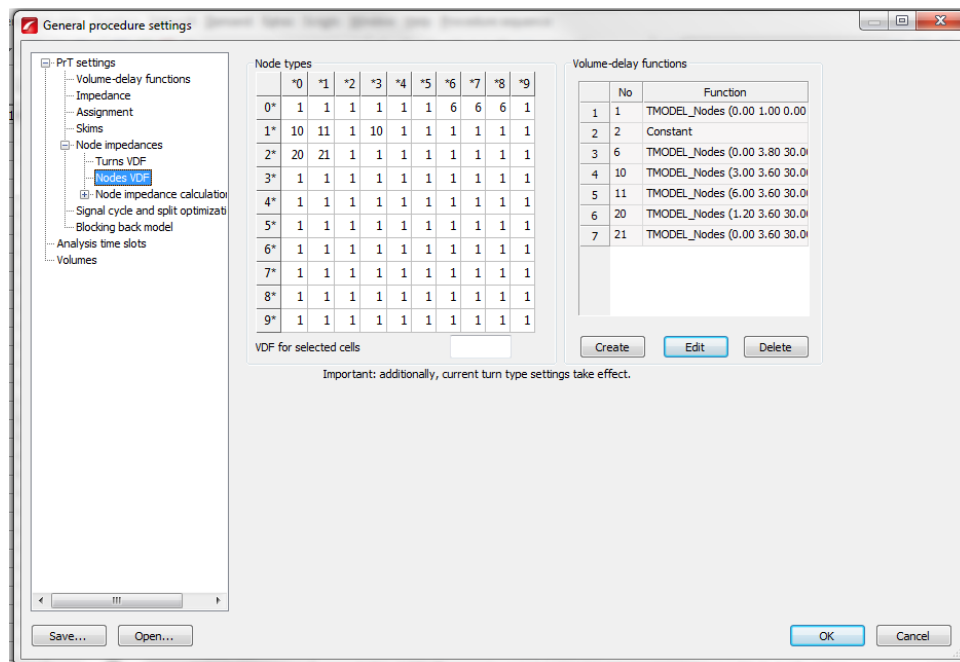 General procedure settings
PrT settings
Volume-delay functions
Impedance
Assignment
Skims
Node impedances
Turns VDF
Nodes VDF
Node impedance calculation
Signal cycle and split optimizati
Blocking back model
Analysis time slots
Volumes
Node types
*0 *1 *2 *3 *4 *5 *6 *7 *8 *9
0* 1 1 1 1 1 1 6 6 6 1
1* 10 11 1 10 1 1 1 1 1 1
2* 20 21 1 1 1 1 1 1 1 1
3* 1 1 1 1 1 1 1 1 1 1
4* 1 1 1 1 1 1 1 1 1 1
5* 1 1 1 1 1 1 1 1 1 1
6* 1 1 1 1 1 1 1 1 1 1
7* 1 1 1 1 1 1 1 1 1 1
8* 1 1 1 1 1 1 1 1 1 1
9* 1 1 1 1 1 1 1 1 1 1
VDF for selected cells
Volume-delay functions
No Function
1 1 TMODEL_Nodes (0.00 1.00 0.00
2 2 Constant
3 6 TMODEL_Nodes (0.00 3.80 30.0
4 10 TMODEL_Nodes (3.00 3.60 30.0
5 11 TMODEL_Nodes (6.00 3.60 30.0
6 20 TMODEL_Nodes (1.20 3.60 30.0
7 21 TMODEL_Nodes (0.00 3.60 30.0
Create Edit Delete
Important: additionally, current turn type settings take effect.
Save... Open... OK Cancel